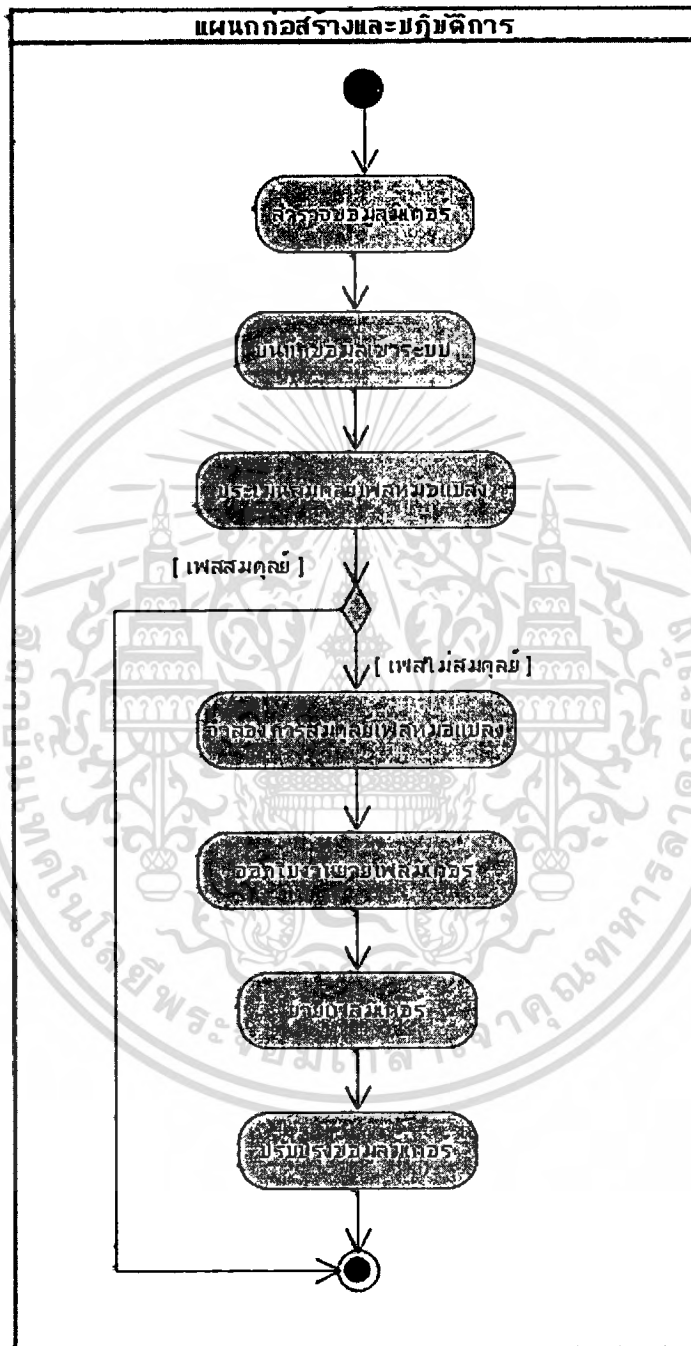 แผนกก่อสร้างและปฏิบัติการ
สำรวจข้อมูลมิเตอร์
บันทึกข้อมูลเข้าระบบ
ประเมินสมดุลย์เฟสหม้อแปลง
[ เฟสสมดุลย์ ]
[ เฟสไม่สมดุลย์ ]
จำลองการสมดุลย์เฟสหม้อแปลง
ออกใบงานย้ายเฟสมิเตอร์
ย้ายเฟสมิเตอร์
ปรับปรุงข้อมูลมิเตอร์